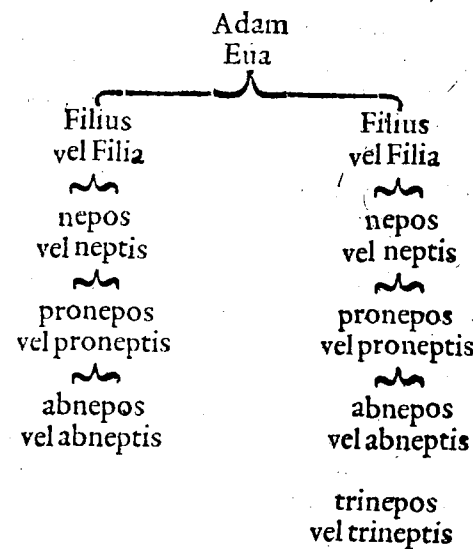 Adam
Eua
Filius
vel Filia
Filius
vel Filia
nepos
vel neptis
nepos
vel neptis
pronepos
vel proneptis
pronepos
vel proneptis
abnepos
vel abneptis
abnepos
vel abneptis
trinepos
vel trineptis